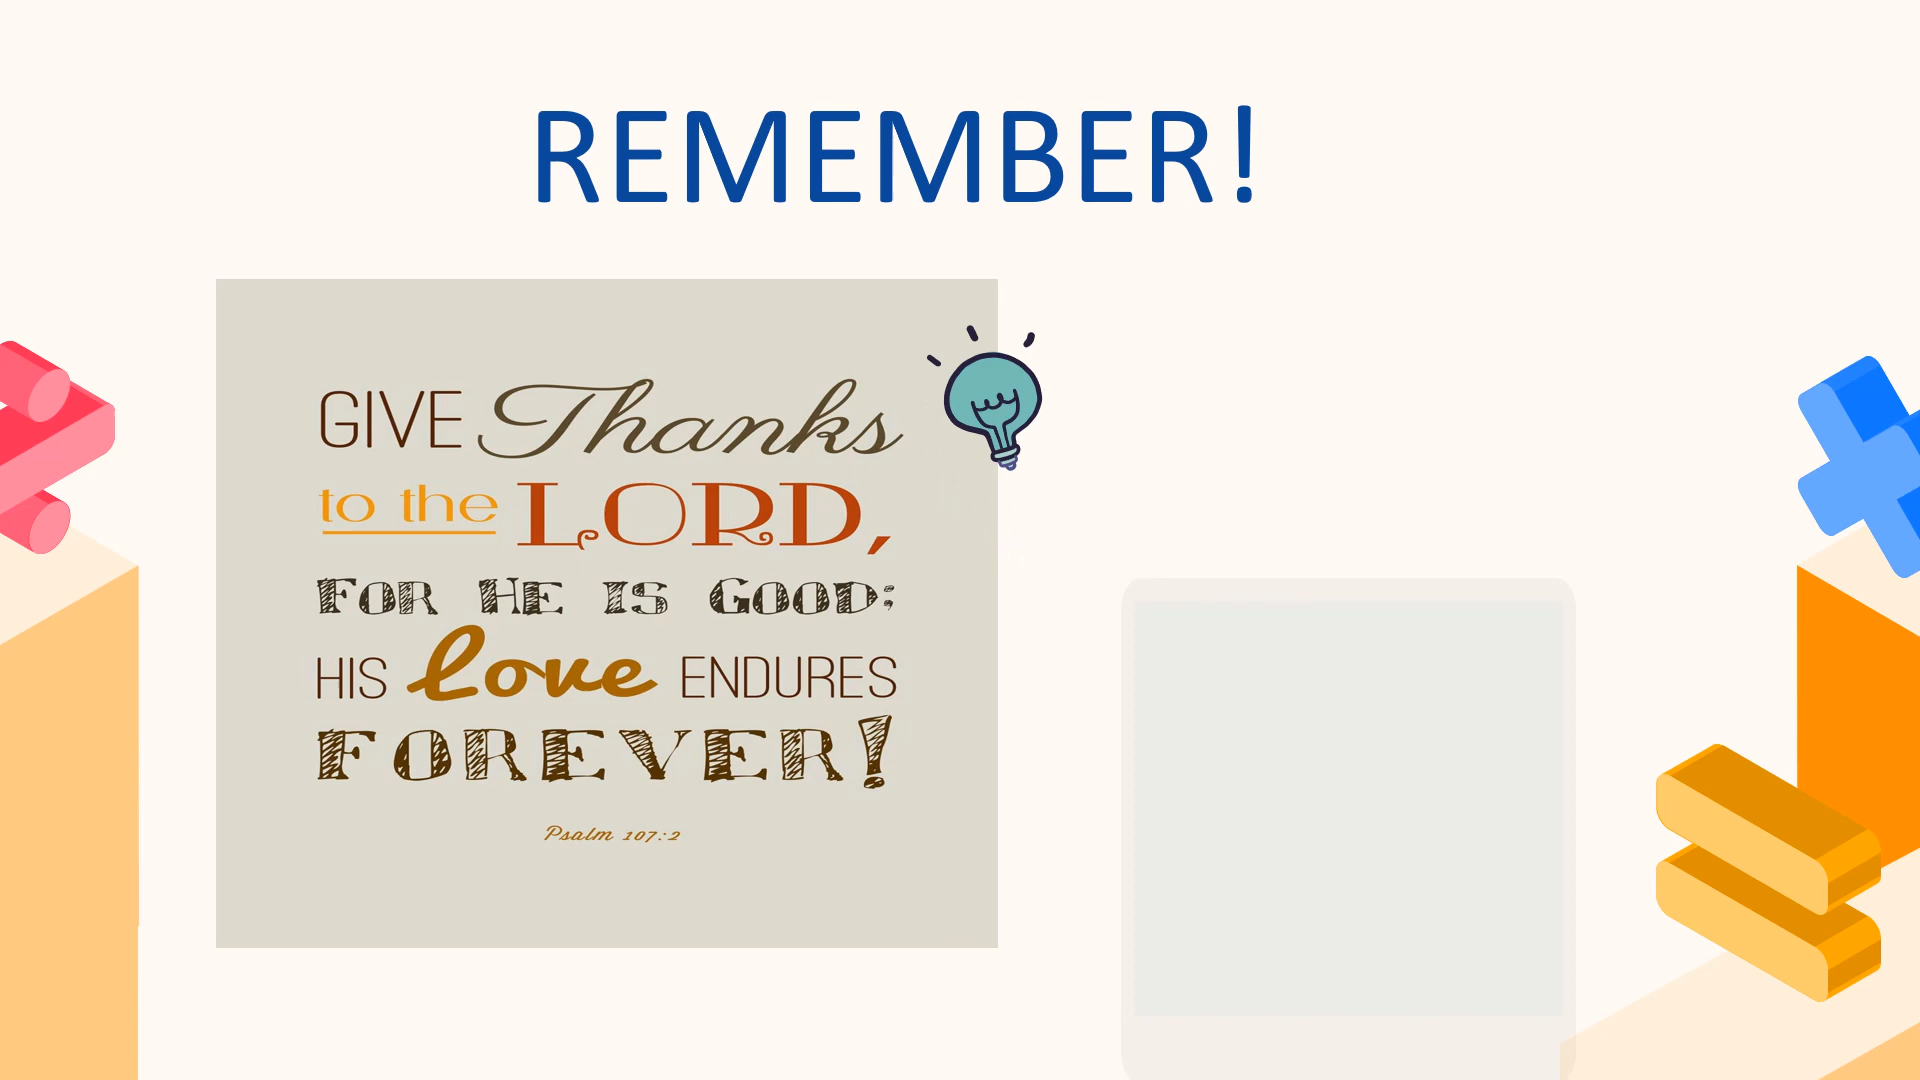 REMEMBER!
GIVE Thanks
to the LORD,
FOR HE IS GOOD;
HIS love ENDURES
FOREVER!
Psalm 107:2